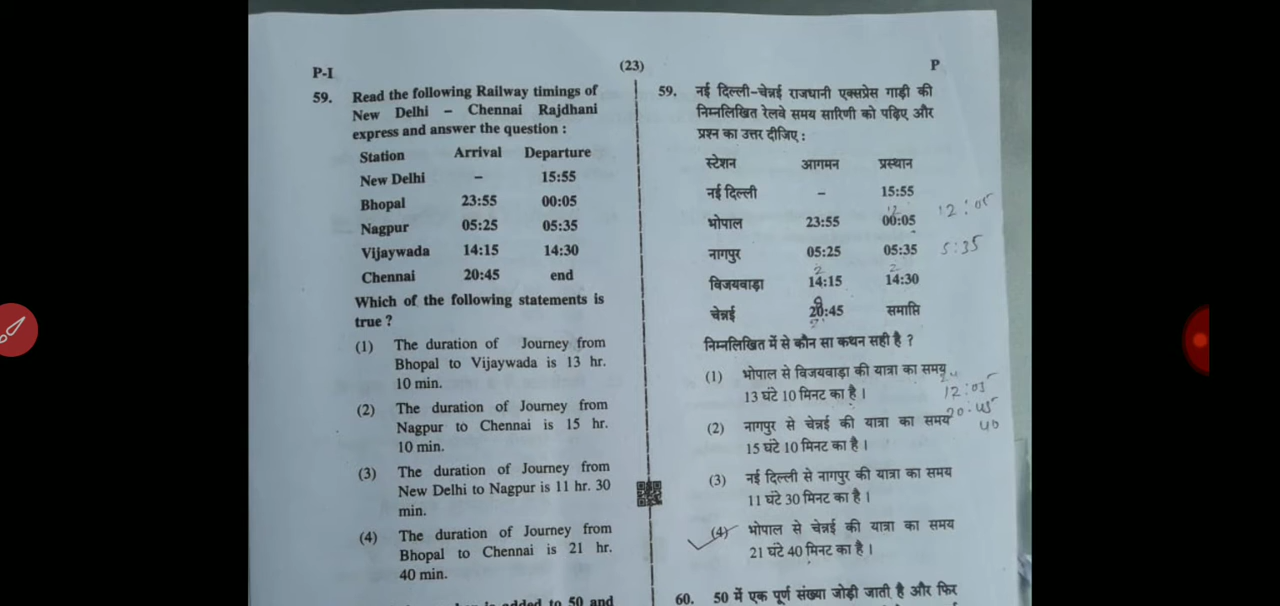 P-I
(23)
P
59. Read the following Railway timings of
New Delhi – Chennai Rajdhani
express and answer the question :
Station Arrival Departure
New Delhi – 15:55
Bhopal 23:55 00:05
Nagpur 05:25 05:35
Vijaywada 14:15 14:30
Chennai 20:45 end
Which of the following statements is
true ?
(1) The duration of Journey from
Bhopal to Vijaywada is 13 hr.
10 min.
(2) The duration of Journey from
Nagpur to Chennai is 15 hr.
10 min.
(3) The duration of Journey from
New Delhi to Nagpur is 11 hr. 30
min.
(4) The duration of Journey from
Bhopal to Chennai is 21 hr.
40 min.
59. नई दिल्ली-चेन्नई राजधानी एक्सप्रेस गाड़ी की
निम्नलिखित रेलवे समय सारिणी को पढ़िए और
प्रश्न का उत्तर दीजिए :
स्टेशन आगमन प्रस्थान
नई दिल्ली – 15:55
भोपाल 23:55 00:05 12:05
नागपुर 05:25 05:35 5:35
विजयवाड़ा 14:15 14:30
चेन्नई 20:45 समाप्ति
निम्नलिखित में से कौन सा कथन सही है ?
(1) भोपाल से विजयवाड़ा की यात्रा का समय
13 घंटे 10 मिनट का है । 12:05
(2) नागपुर से चेन्नई की यात्रा का समय 20.45
15 घंटे 10 मिनट का है । 40
(3) नई दिल्ली से नागपुर की यात्रा का समय
11 घंटे 30 मिनट का है ।
(4) भोपाल से चेन्नई की यात्रा का समय
21 घंटे 40 मिनट का है ।
added to 50 and
60. 50 में एक पूर्ण संख्या जोड़ी जाती है और फिर